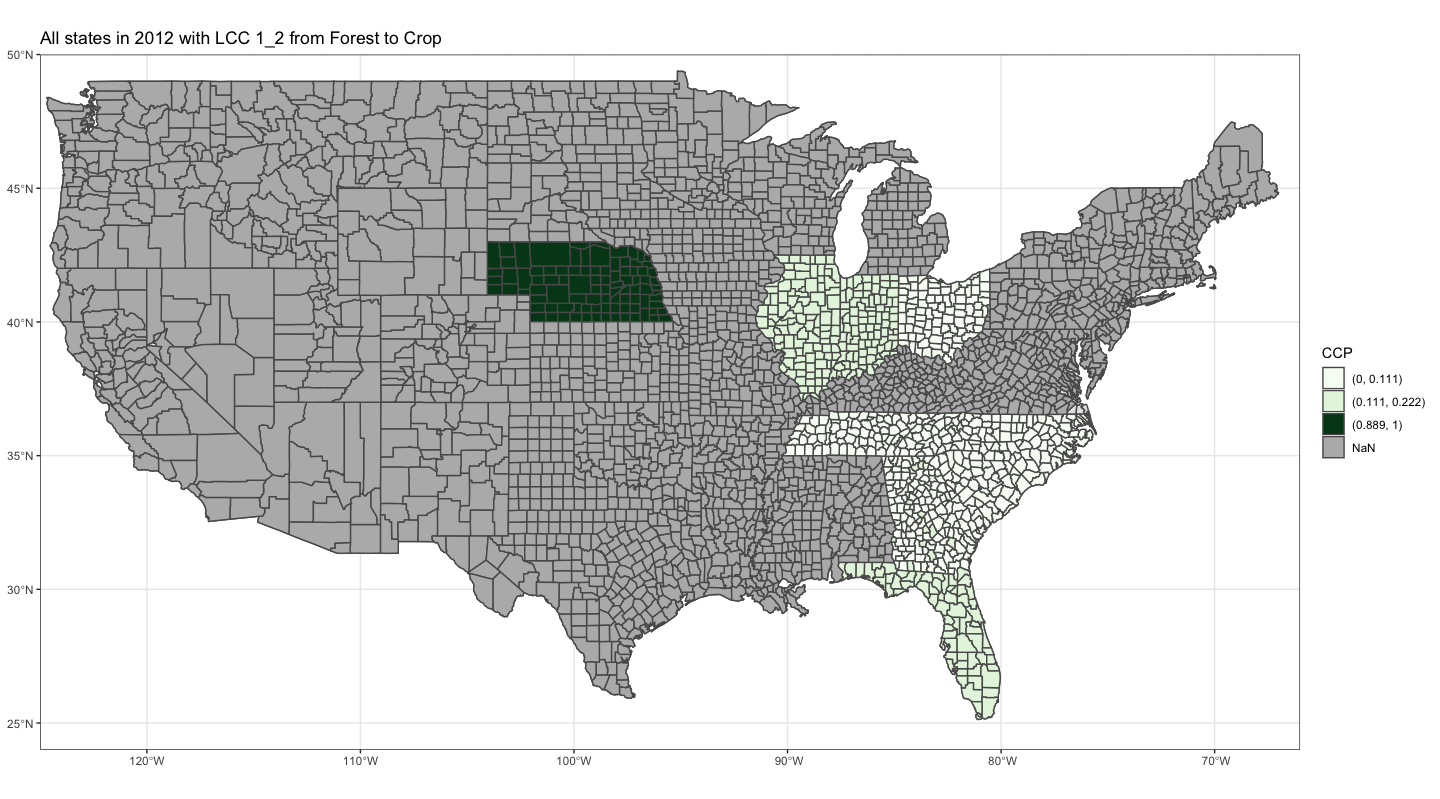 All states in 2012 with LCC 1_2 from Forest to Crop
50°N
45°N
40°N
35°N
30°N
25°N
120°W
110°W
100°W
90°W
80°W
70°W
CCP
(0, 0.111)
(0.111, 0.222)
(0.889, 1)
NaN